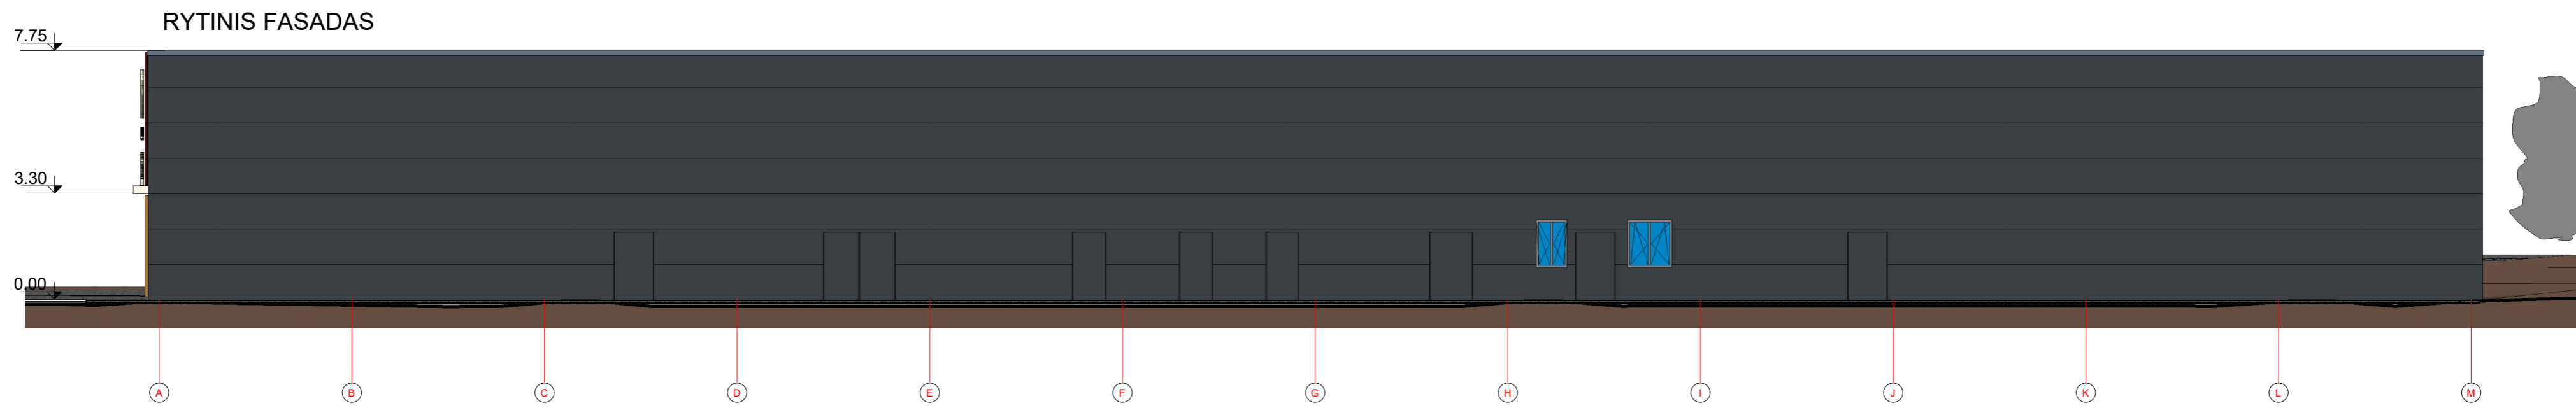 RYTINIS FASADAS
7.75
3.30
0.00
A B C D E F G H I J K L M